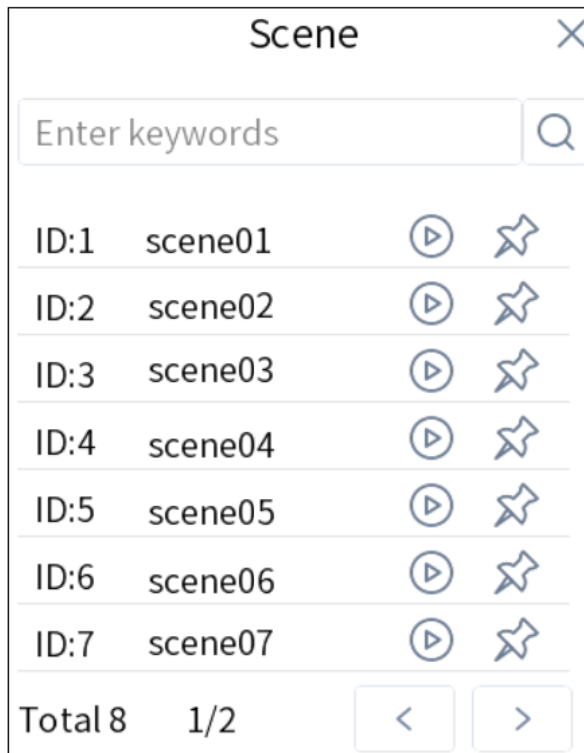 Scene
Enter keywords
ID:1 scene01
ID:2 scene02
ID:3 scene03
ID:4 scene04
ID:5 scene05
ID:6 scene06
ID:7 scene07
Total 8 1/2 < >